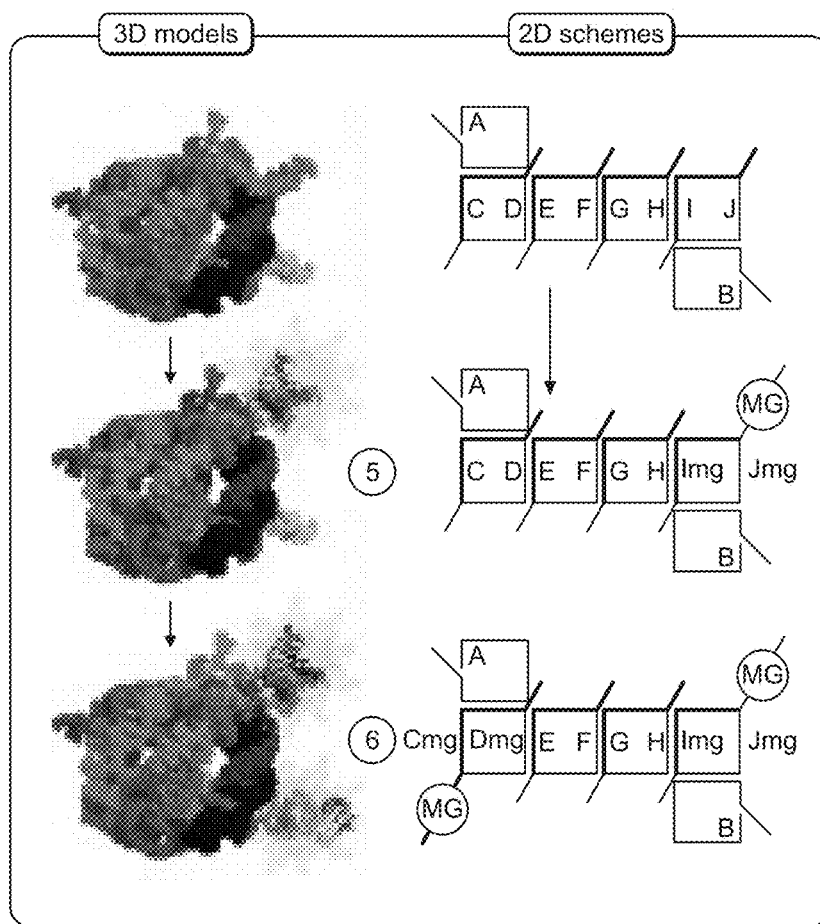 3D models 2D schemes
A
C D E F G H I J
B
A MG
5 C D E F G H Img Jmg
B
A MG
6 Cmg Dmg E F G H Img Jmg
MG B